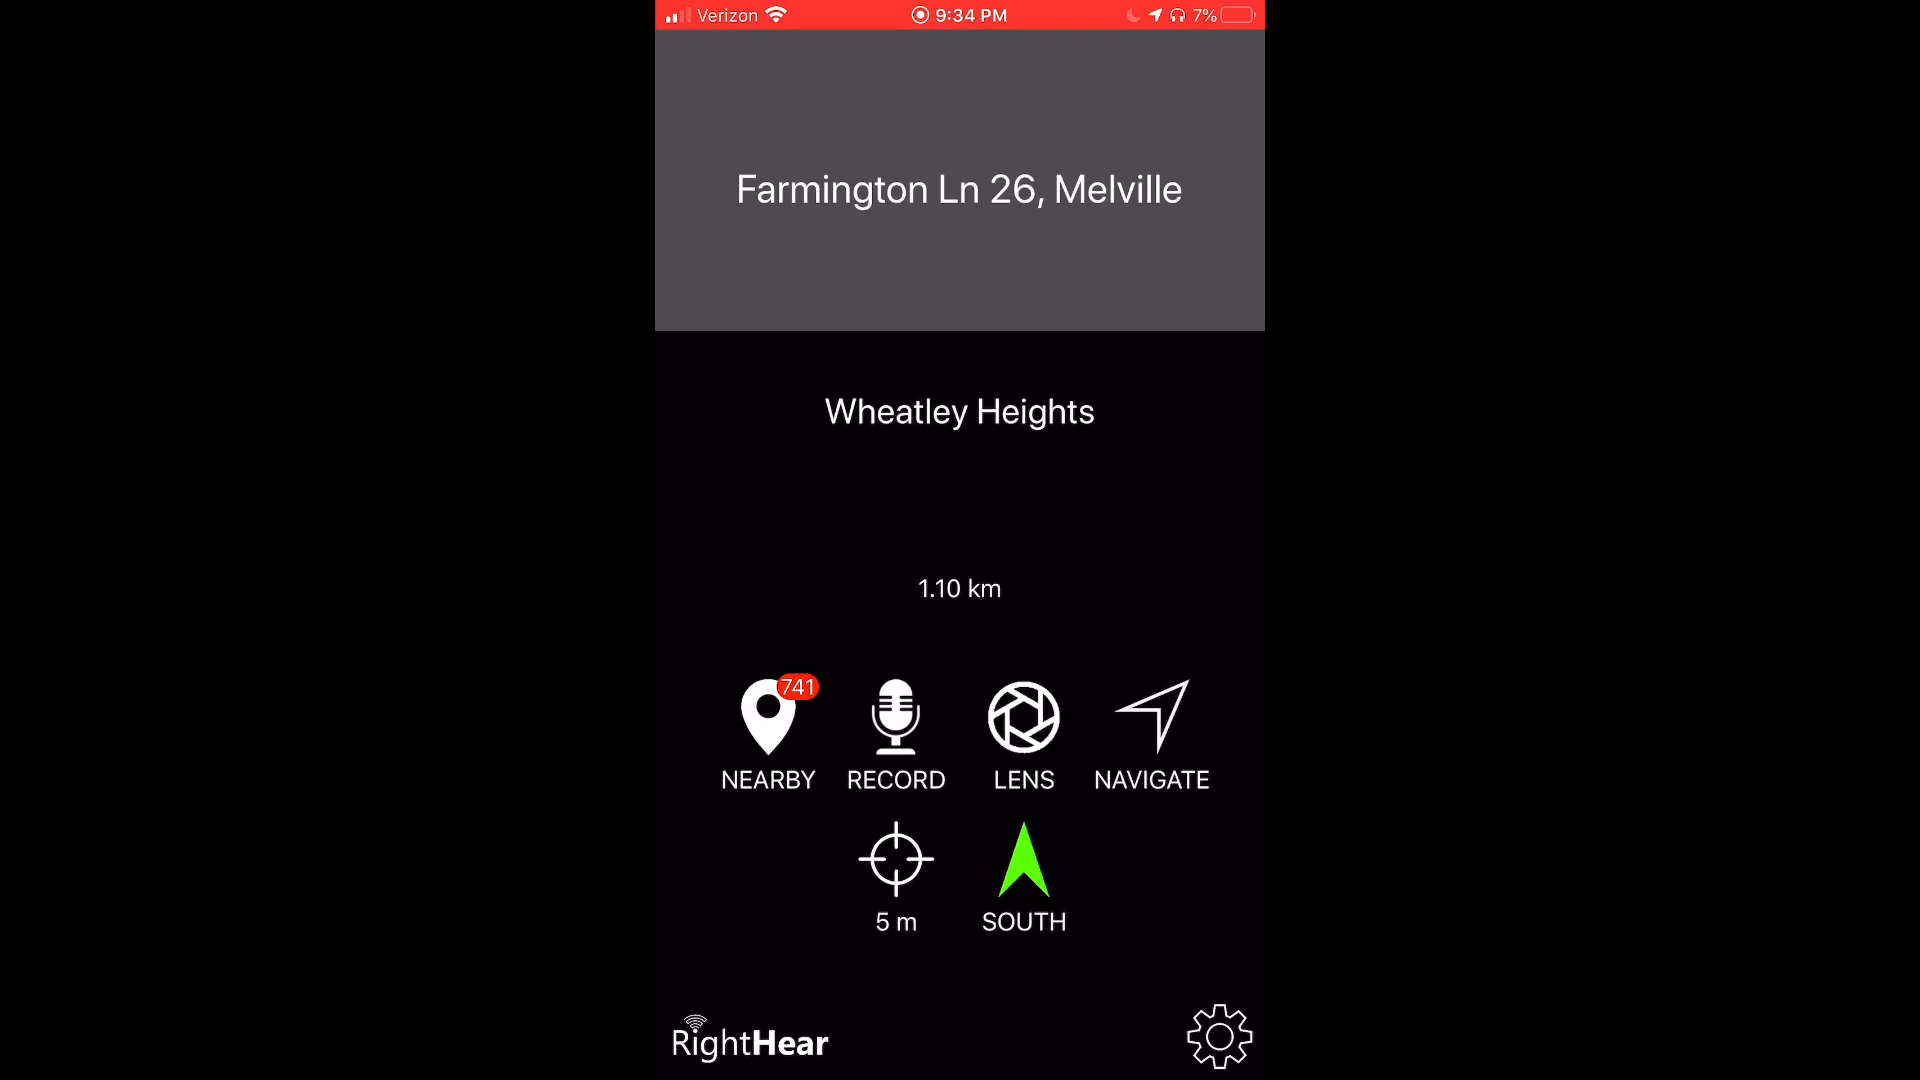 Verizon 9:34 PM 7%
Farmington Ln 26, Melville
Wheatley Heights
1.10 km
741
NEARBY RECORD LENS NAVIGATE
5 m SOUTH
RightHear